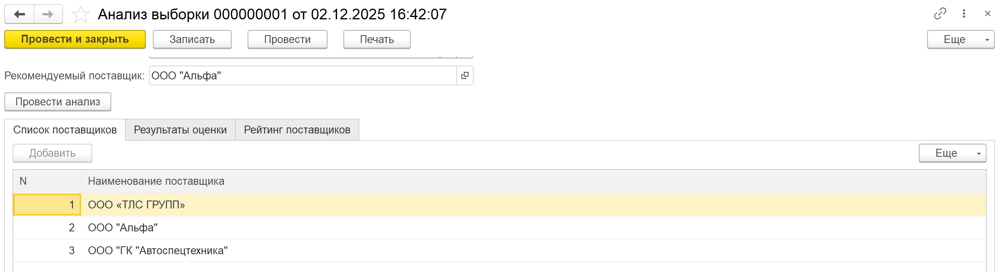 Анализ выборки 000000001 от 02.12.2025 16:42:07
Провести и закрыть Записать Провести Печать Еще
Рекомендуемый поставщик: ООО "Альфа"
Провести анализ
Список поставщиков Результаты оценки Рейтинг поставщиков
Добавить Еще
N Наименование поставщика
1 ООО «ТЛС ГРУПП»
2 ООО "Альфа"
3 ООО "ГК "Автоспецтехника"